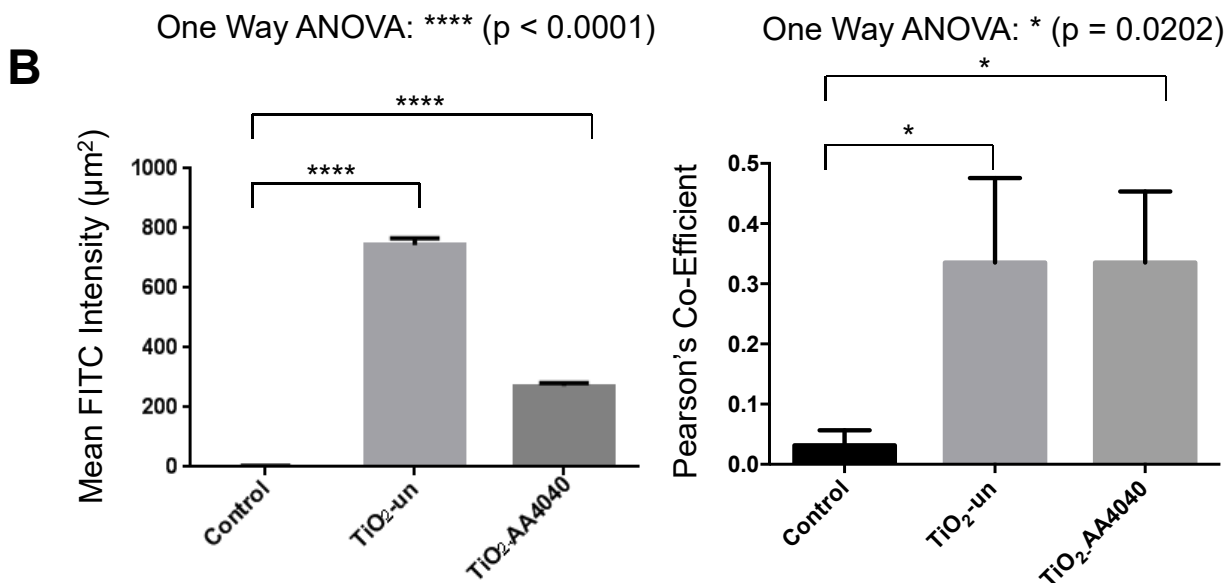 One Way ANOVA: **** (p < 0.0001)
One Way ANOVA: * (p = 0.0202)
B
****
****
Mean FITC Intensity (µm²)
1000
800
600
400
200
0
Control
TiO₂-un
TiO₂-AA4040
*
*
Pearson's Co-Efficient
0.5
0.4
0.3
0.2
0.1
0.0
Control
TiO₂-un
TiO₂-AA4040